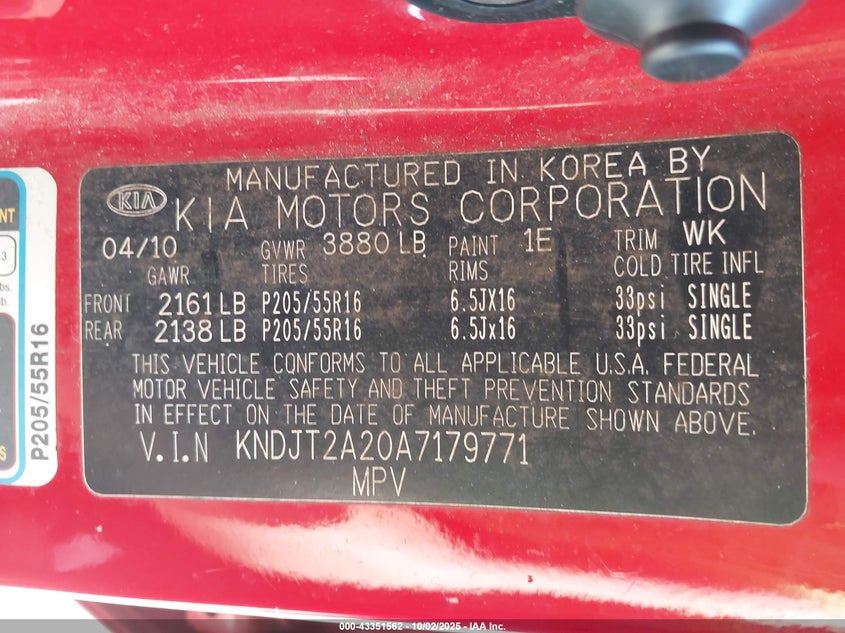 MANUFACTURED IN KOREA BY
KIA KIA MOTORS CORPORATION
04/10 GVWR 3880 LB PAINT 1E TRIM WK
GAWR TIRES RIMS COLD TIRE INFL
FRONT 2161 LB P205/55R16 6.5JX16 33psi SINGLE
REAR 2138 LB P205/55R16 6.5Jx16 33psi SINGLE
THIS VEHICLE CONFORMS TO ALL APPLICABLE U.S.A. FEDERAL
MOTOR VEHICLE SAFETY AND THEFT PREVENTION STANDARDS
IN EFFECT ON THE DATE OF MANUFACTURE SHOWN ABOVE.
V.I.N KNDJT2A20A7179771
MPV
P205/55R16
000-43351562 - 10/02/2025 - IAA Inc.